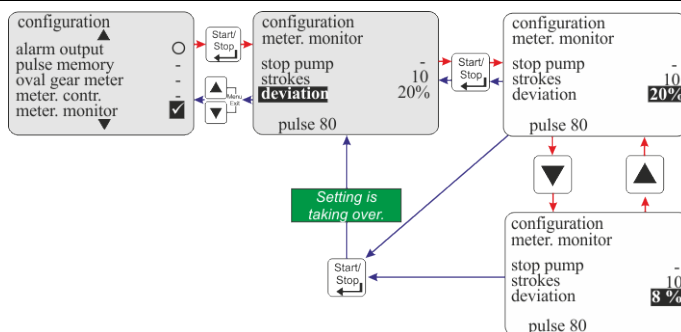 configuration
alarm output
pulse memory -
oval gear meter -
meter. contr. -
meter. monitor
Start/
Stop
Menu
Exit
configuration
meter. monitor
stop pump -
strokes 10
deviation 20%
pulse 80
Start/
Stop
configuration
meter. monitor
stop pump -
strokes 10
deviation 20%
pulse 80
Setting is
taking over.
Start/
Stop
configuration
meter. monitor
stop pump -
strokes 10
deviation 8 %
pulse 80